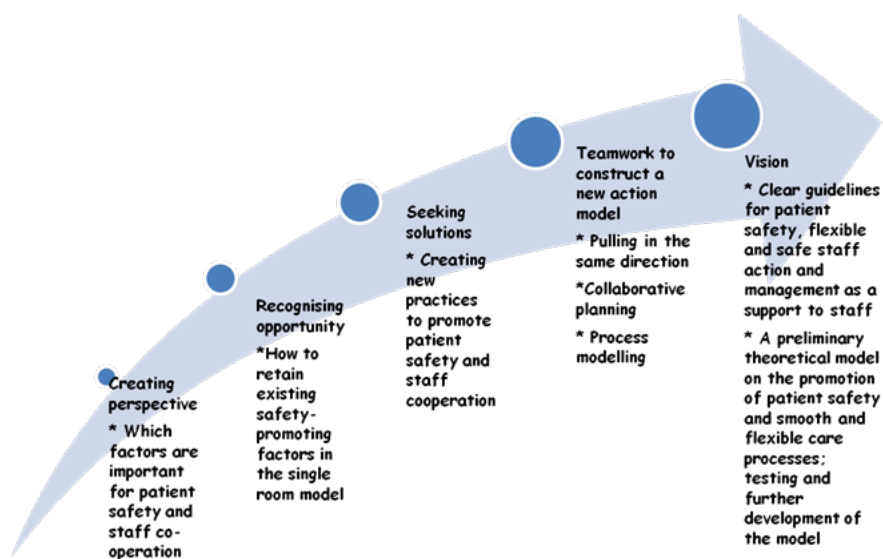 Creating
perspective
* Which
factors are
important
for patient
safety and
staff co-
operation
Recognising
opportunity
*How to
retain
existing
safety-
promoting
factors in
the single
room model
Seeking
solutions
* Creating
new
practices
to promote
patient
safety and
staff
cooperation
Teamwork to
construct a
new action
model
* Pulling in the
same direction
*Collaborative
planning
* Process
modelling
Vision
* Clear guidelines
for patient
safety, flexible
and safe staff
action and
management as a
support to staff
* A preliminary
theoretical model
on the promotion
of patient safety
and smooth and
flexible care
processes;
testing and
further
development of
the model